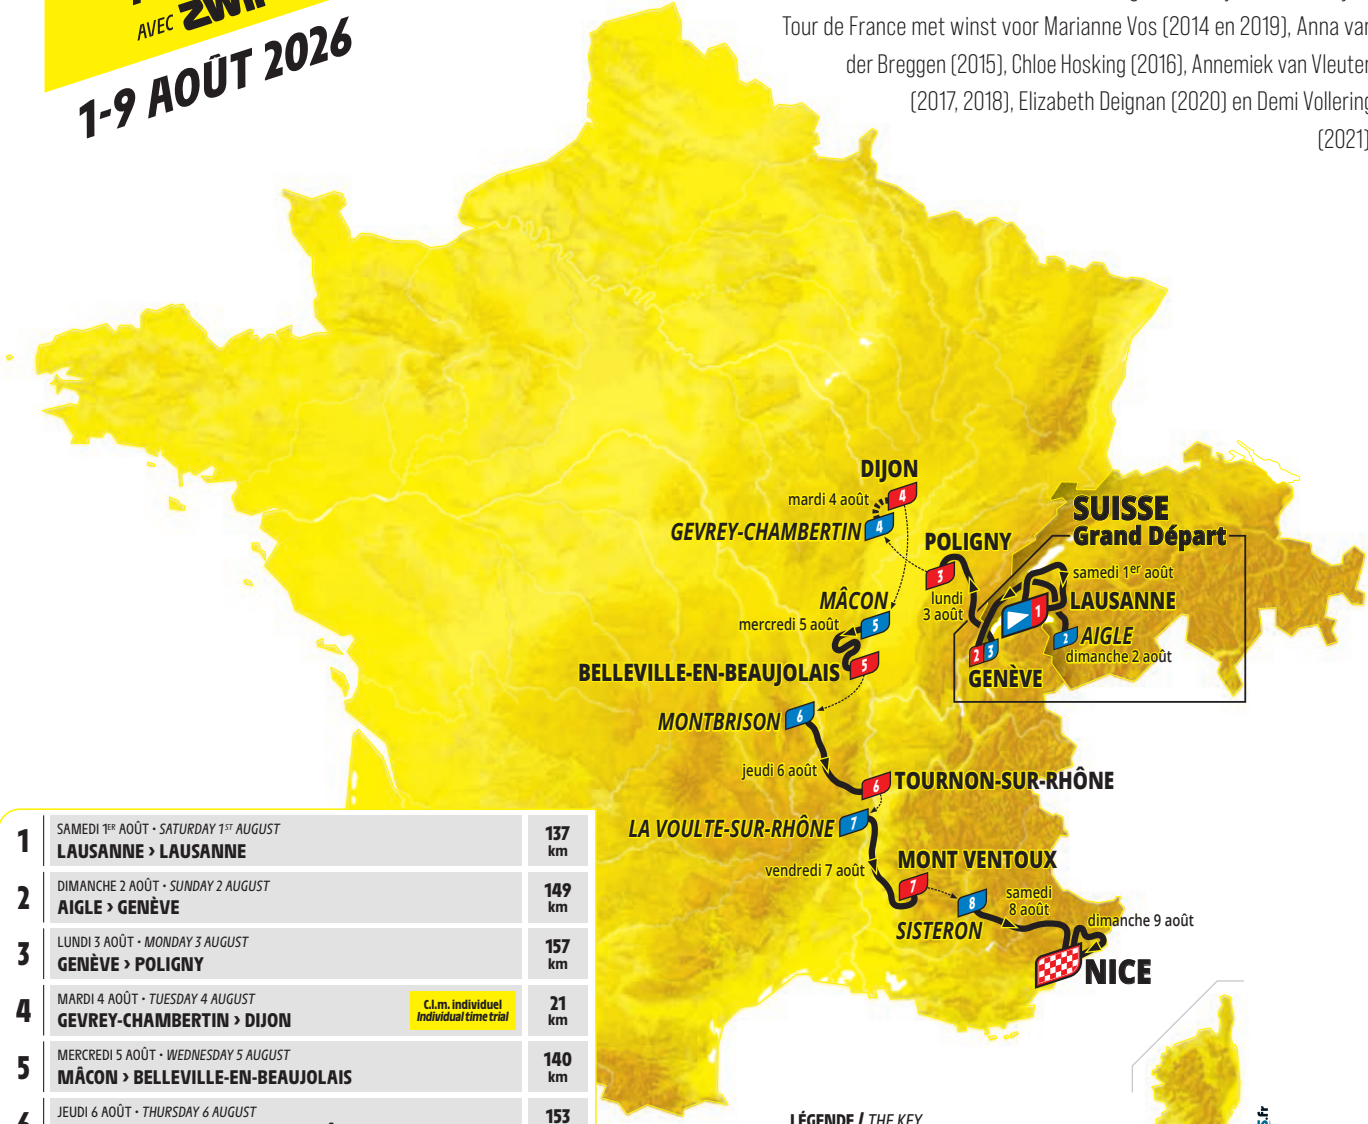 AVEC ZWIFT
1-9 AOÛT 2026
Tour de France met winst voor Marianne Vos (2014 en 2019), Anna van
der Breggen (2015), Chloe Hosking (2016), Annemiek van Vleuten
(2017, 2018), Elizabeth Deignan (2020) en Demi Vollering
(2021)
DIJON
mardi 4 août
4
4
GEVREY-CHAMBERTIN
POLIGNY
3
lundi
3 août
SUISSE
Grand Départ
samedi 1er août
1
LAUSANNE
2
AIGLE
dimanche 2 août
2 3
GENÈVE
MÂCON
mercredi 5 août
5
5
BELLEVILLE-EN-BEAUJOLAIS
MONTBRISON
6
jeudi 6 août
6
TOURNON-SUR-RHÔNE
LA VOULTE-SUR-RHÔNE
7
vendredi 7 août
MONT VENTOUX
7
8
samedi
8 août
SISTERON
dimanche 9 août
NICE
1
SAMEDI 1ER AOÛT • SATURDAY 1ST AUGUST
LAUSANNE › LAUSANNE
137
km
2
DIMANCHE 2 AOÛT • SUNDAY 2 AUGUST
AIGLE › GENÈVE
149
km
3
LUNDI 3 AOÛT • MONDAY 3 AUGUST
GENÈVE › POLIGNY
157
km
4
MARDI 4 AOÛT • TUESDAY 4 AUGUST
GEVREY-CHAMBERTIN › DIJON
C.l.m. individuel
Individual time trial
21
km
5
MERCREDI 5 AOÛT • WEDNESDAY 5 AUGUST
MÂCON › BELLEVILLE-EN-BEAUJOLAIS
140
km
6
JEUDI 6 AOÛT • THURSDAY 6 AUGUST
153
km
LÉGENDE / THE KEY
.fr